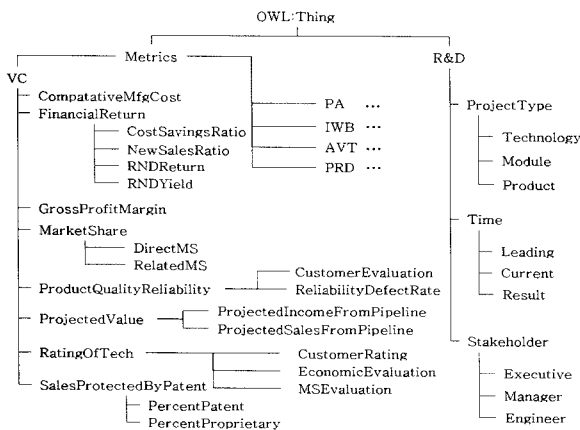 OWL:Thing
Metrics
R&D
VC
CompatativeMfgCost
FinancialReturn
CostSavingsRatio
NewSalesRatio
RNDReturn
RNDYield
GrossProfitMargin
MarketShare
DirectMS
RelatedMS
ProductQualityReliability
CustomerEvaluation
ReliabilityDefectRate
ProjectedValue
ProjectedIncomeFromPipeline
ProjectedSalesFromPipeline
RatingOfTech
CustomerRating
EconomicEvaluation
MSEvaluation
SalesProtectedByPatent
PercentPatent
PercentProprietary
PA ...
IWB ...
AVT ...
PRD ...
ProjectType
Technology
Module
Product
Time
Leading
Current
Result
Stakeholder
Executive
Manager
Engineer